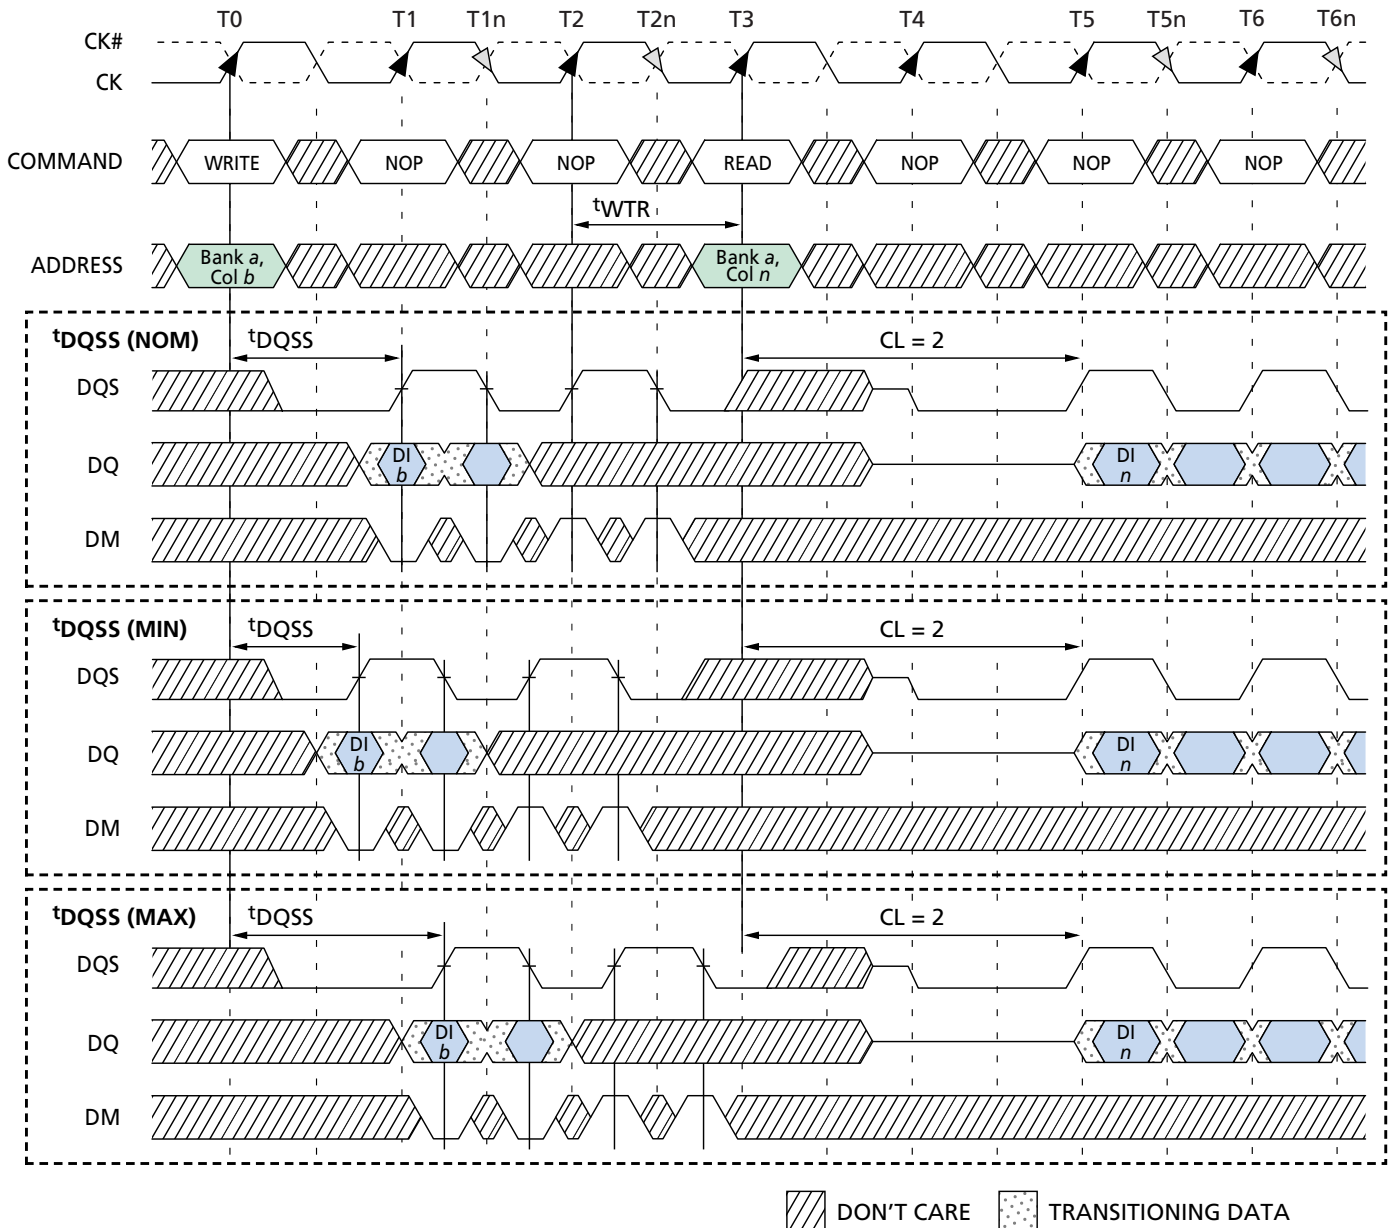 T0 T1 T1n T2 T2n T3 T4 T5 T5n T6 T6n
CK#
CK
COMMAND WRITE NOP NOP READ NOP NOP NOP
tWTR
ADDRESS Bank a, Col b Bank a, Col n
tDQSS (NOM) tDQSS CL = 2
DQS
DQ DI b DI n
DM
tDQSS (MIN) tDQSS CL = 2
DQS
DQ DI b DI n
DM
tDQSS (MAX) tDQSS CL = 2
DQS
DQ DI b DI n
DM
DON'T CARE TRANSITIONING DATA